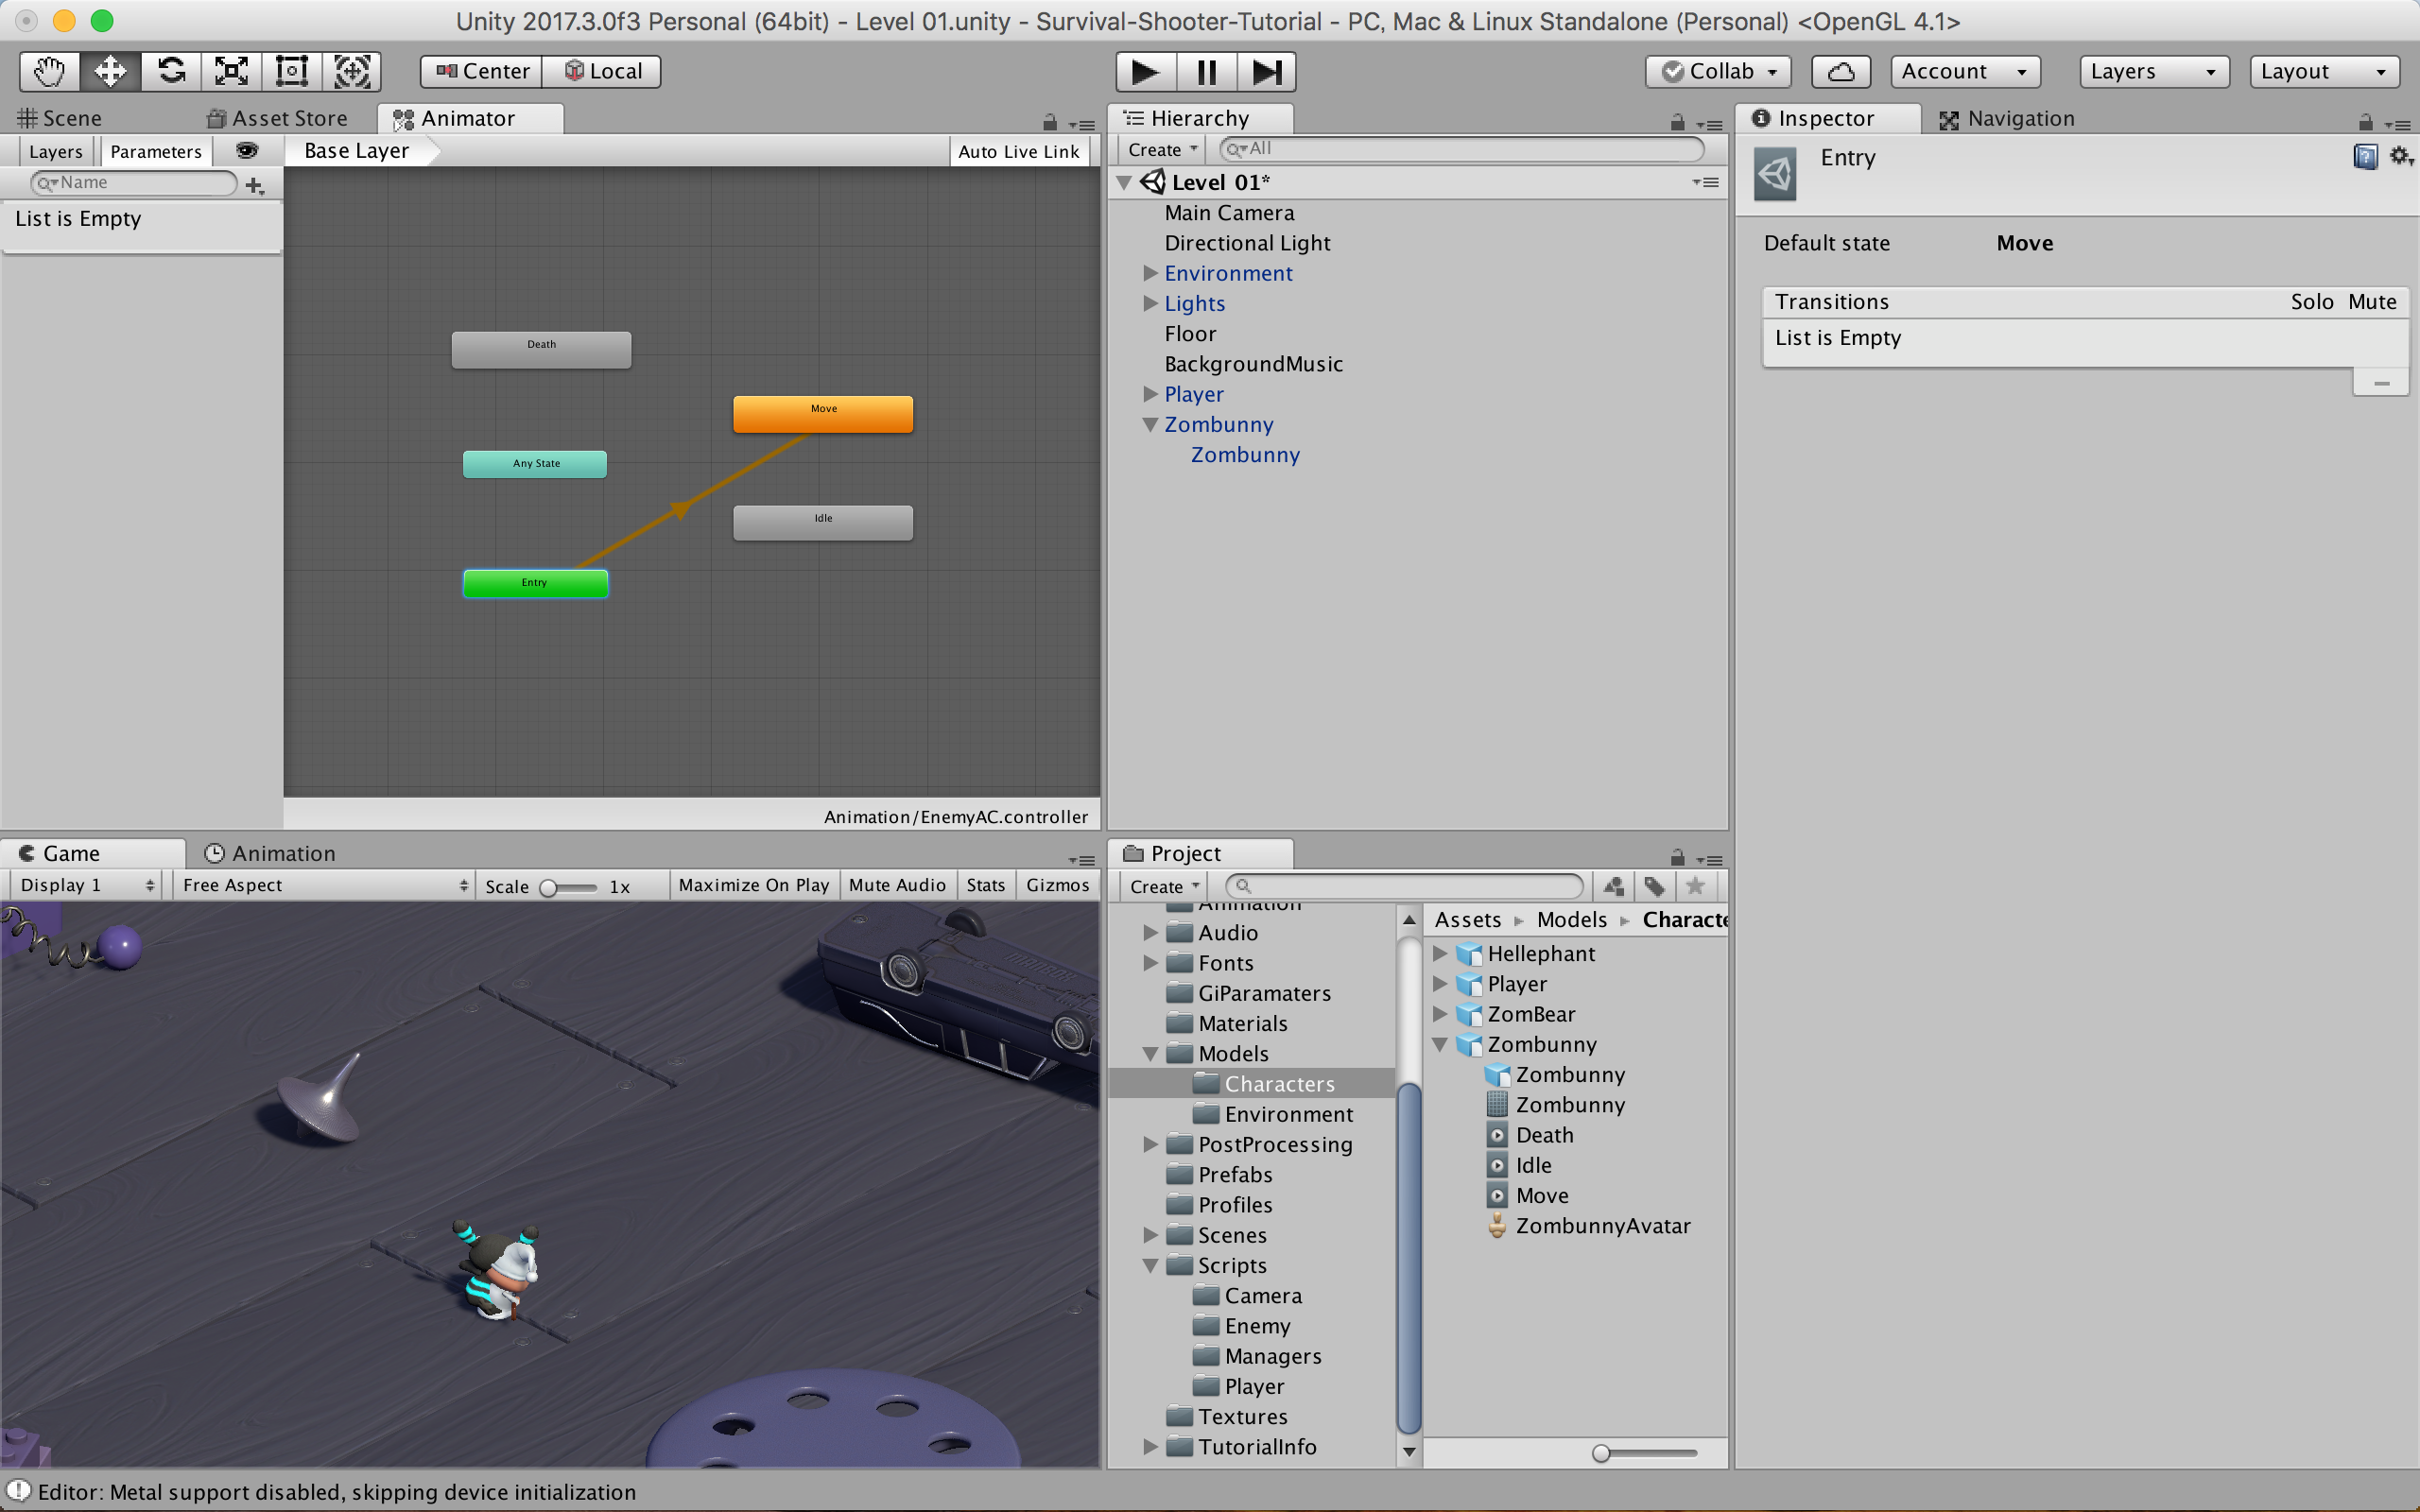 Unity 2017.3.0f3 Personal (64bit) - Level 01.unity - Survival-Shooter-Tutorial - PC, Mac & Linux Standalone (Personal) <OpenGL 4.1>
Center Local Collab Account Layers Layout
Scene Asset Store Animator
Layers Parameters Base Layer Auto Live Link
Name
List is Empty
Death
Move
Any State
Idle
Entry
Animation/EnemyAC.controller
Hierarchy
Create All
Level 01*
Main Camera
Directional Light
Environment
Lights
Floor
BackgroundMusic
Player
Zombunny
Zombunny
Inspector Navigation
Entry
Default state Move
Transitions Solo Mute
List is Empty
Game Animation
Display 1 Free Aspect Scale 1x Maximize On Play Mute Audio Stats Gizmos
Project
Create
Animation
Audio
Fonts
GiParamaters
Materials
Models
Characters
Environment
PostProcessing
Prefabs
Profiles
Scenes
Scripts
Camera
Enemy
Managers
Player
Textures
TutorialInfo
Assets Models Characte
Hellephant
Player
ZomBear
Zombunny
Zombunny
Zombunny
Death
Idle
Move
ZombunnyAvatar
Editor: Metal support disabled, skipping device initialization